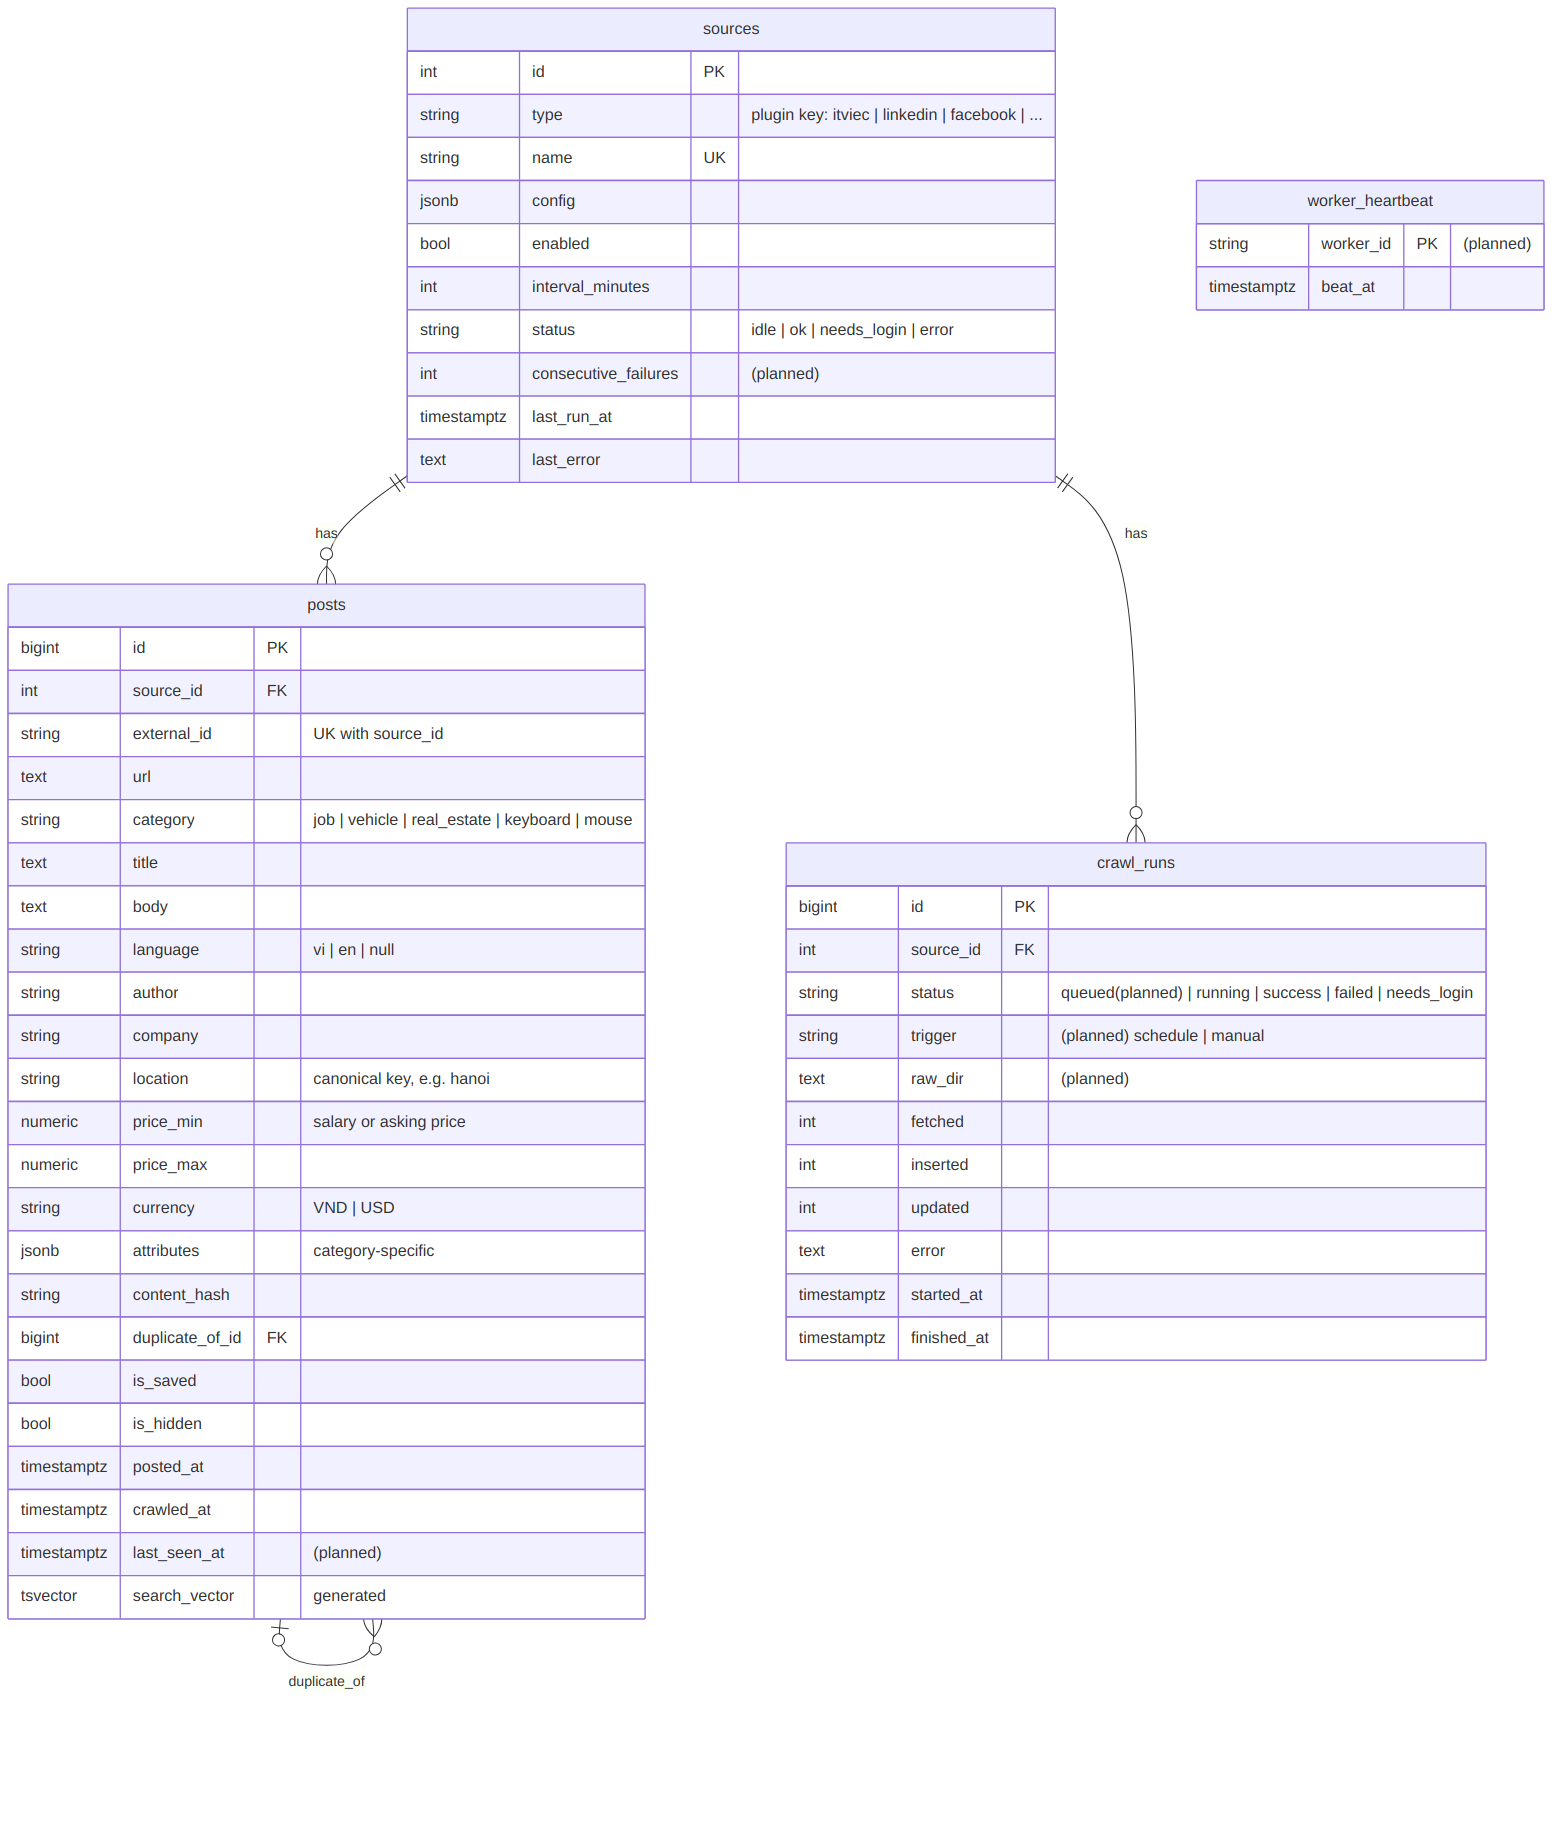 sources
int id PK
string type plugin key: itviec | linkedin | facebook | ...
string name UK
jsonb config
bool enabled
int interval_minutes
string status idle | ok | needs_login | error
int consecutive_failures (planned)
timestamptz last_run_at
text last_error
worker_heartbeat
string worker_id PK (planned)
timestamptz beat_at
has
has
posts
bigint id PK
int source_id FK
string external_id UK with source_id
text url
string category job | vehicle | real_estate | keyboard | mouse
text title
text body
string language vi | en | null
string author
string company
string location canonical key, e.g. hanoi
numeric price_min salary or asking price
numeric price_max
string currency VND | USD
jsonb attributes category-specific
string content_hash
bigint duplicate_of_id FK
bool is_saved
bool is_hidden
timestamptz posted_at
timestamptz crawled_at
timestamptz last_seen_at (planned)
tsvector search_vector generated
duplicate_of
crawl_runs
bigint id PK
int source_id FK
string status queued(planned) | running | success | failed | needs_login
string trigger (planned) schedule | manual
text raw_dir (planned)
int fetched
int inserted
int updated
text error
timestamptz started_at
timestamptz finished_at